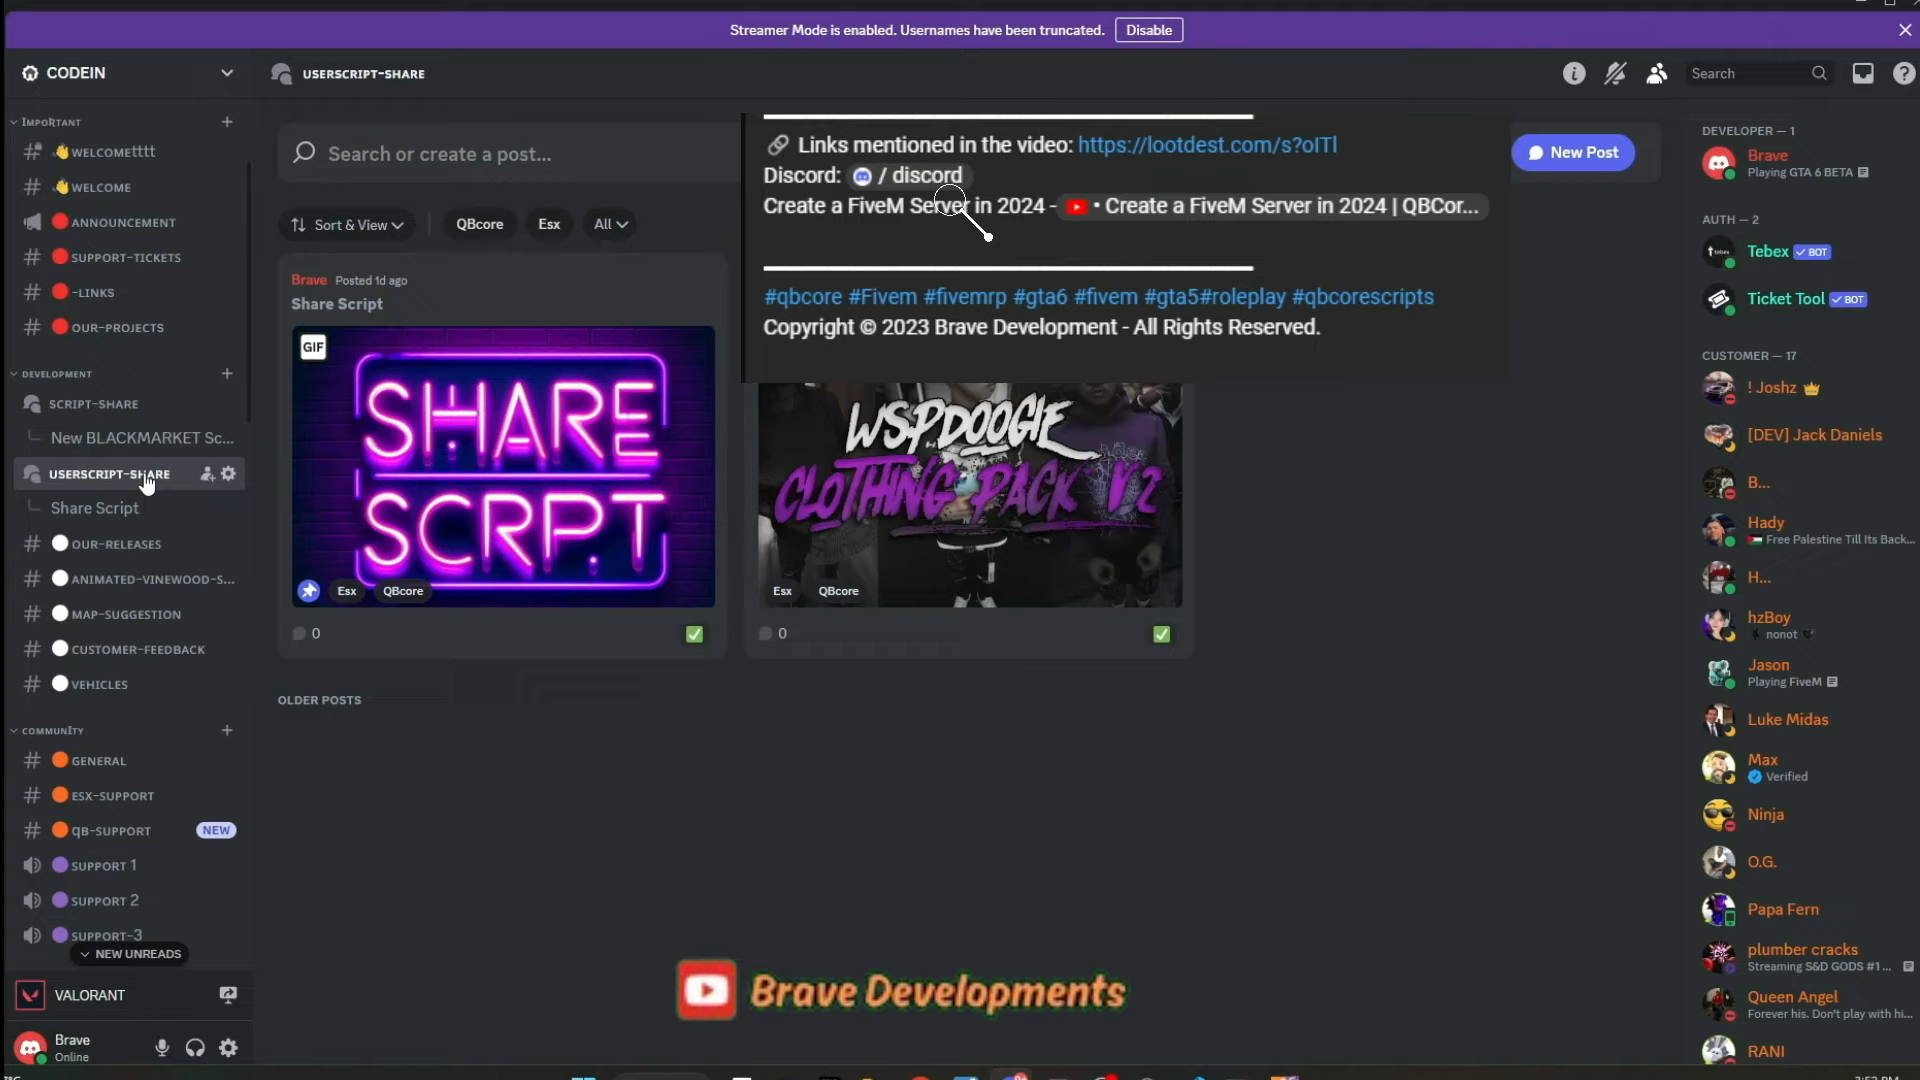 Streamer Mode is enabled. Usernames have been truncated. Disable
CODEIN
USERSCRIPT-SHARE
Search
IMPORTANT
WELCOMEtttt
WELCOME
ANNOUNCEMENT
SUPPORT-TICKETS
-LINKS
OUR-PROJECTS
DEVELOPMENT
SCRIPT-SHARE
New BLACKMARKET Sc...
USERSCRIPT-SHARE
Share Script
OUR-RELEASES
ANIMATED-VINEWOOD-S...
MAP-SUGGESTION
CUSTOMER-FEEDBACK
VEHICLES
COMMUNITY
GENERAL
ESX-SUPPORT
QB-SUPPORT NEW
SUPPORT 1
SUPPORT 2
SUPPORT-3
NEW UNREADS
VALORANT
Brave
Online
Search or create a post...
New Post
Sort & View
QBcore
Esx
All
Brave Posted 1d ago
Share Script
GIF
SHARE
SCRPT
Esx QBcore
0
Links mentioned in the video: https://lootdest.com/s?oITl
Discord: / discord
Create a FiveM Server in 2024 - • Create a FiveM Server in 2024 | QBCor...
#qbcore #Fivem #fivemrp #gta6 #fivem #gta5#roleplay #qbcorescripts
Copyright © 2023 Brave Development - All Rights Reserved.
WSPDOOGIE
CLOTHING PACK V2
Esx QBcore
0
OLDER POSTS
Brave Developments
DEVELOPER — 1
Brave
Playing GTA 6 BETA
AUTH — 2
Tebex BOT
Ticket Tool BOT
CUSTOMER — 17
! Joshz
[DEV] Jack Daniels
B...
Hady
Free Palestine Till Its Back...
H...
hzBoy
nonot
Jason
Playing FiveM
Luke Midas
Max
Verified
Ninja
O.G.
Papa Fern
plumber cracks
Streaming S&D GODS #1 ...
Queen Angel
Forever his. Don't play with hi...
RANI